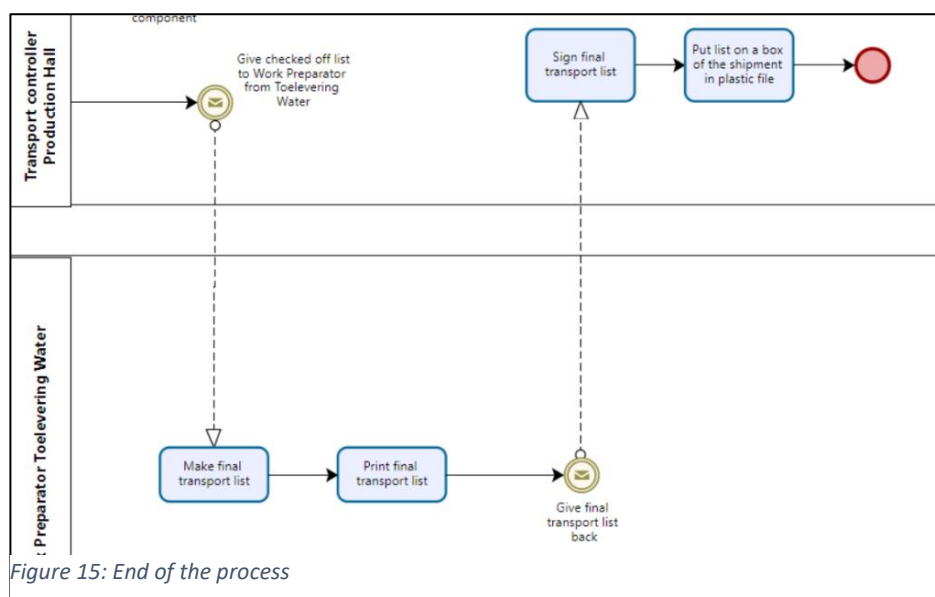 component
Transport controller
Production Hall
Give checked off list
to Work Preparator
from Toelevering
Water
Sign final
transport list
Put list on a box
of the shipment
in plastic file
Preparator Toelevering Water
Make final
transport list
Print final
transport list
Give final
transport list
back
Figure 15: End of the process